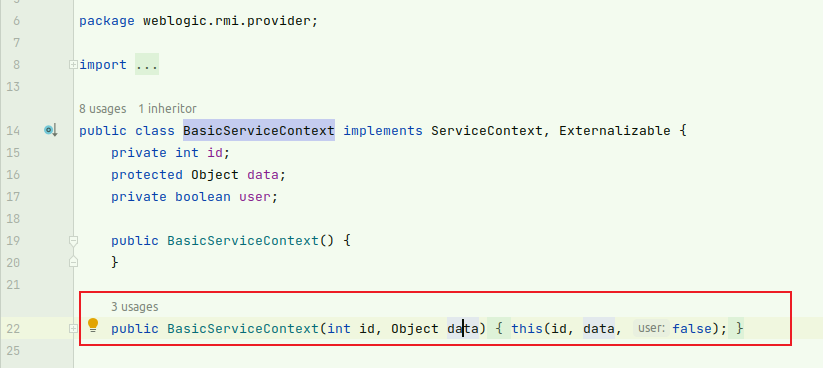 6 package weblogic.rmi.provider;
7
8 import ...
13
8 usages 1 inheritor
14 public class BasicServiceContext implements ServiceContext, Externalizable {
15 private int id;
16 protected Object data;
17 private boolean user;
18
19 public BasicServiceContext() {
20 }
21
3 usages
22 public BasicServiceContext(int id, Object data) { this(id, data, user: false); }
25